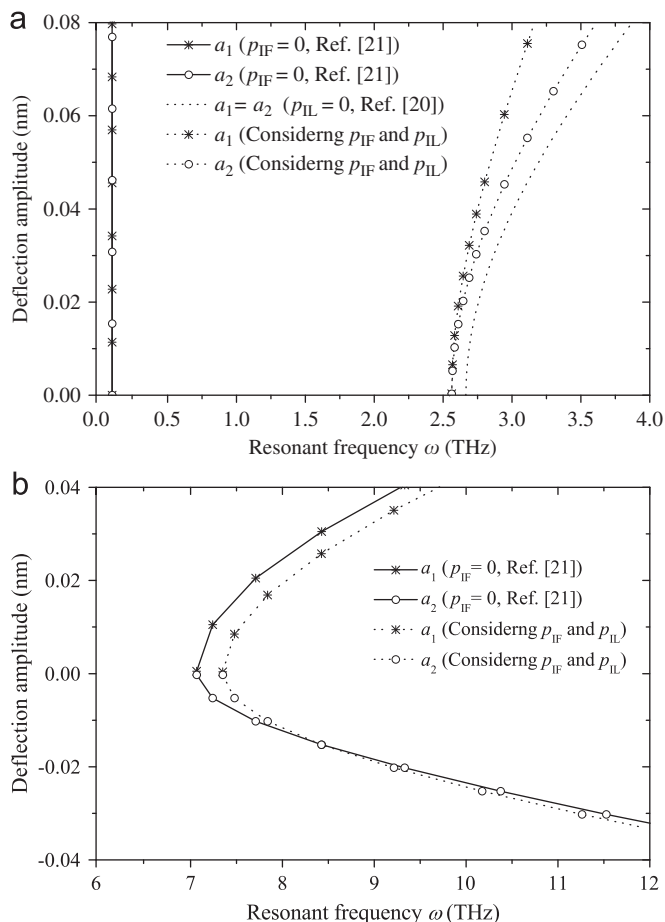 a
0.08
0.06
0.04
0.02
0.00
Deflection amplitude (nm)
a1 (pIF = 0, Ref. [21])
a2 (pIF = 0, Ref. [21])
a1 = a2 (pIL = 0, Ref. [20])
a1 (Considerng pIF and pIL)
a2 (Considerng pIF and pIL)
0.0 0.5 1.0 1.5 2.0 2.5 3.0 3.5 4.0
Resonant frequency ω (THz)
b
0.04
0.02
0.00
-0.02
-0.04
Deflection amplitude (nm)
a1 (pIF = 0, Ref. [21])
a2 (pIF = 0, Ref. [21])
a1 (Considerng pIF and pIL)
a2 (Considerng pIF and pIL)
6 7 8 9 10 11 12
Resonant frequency ω (THz)